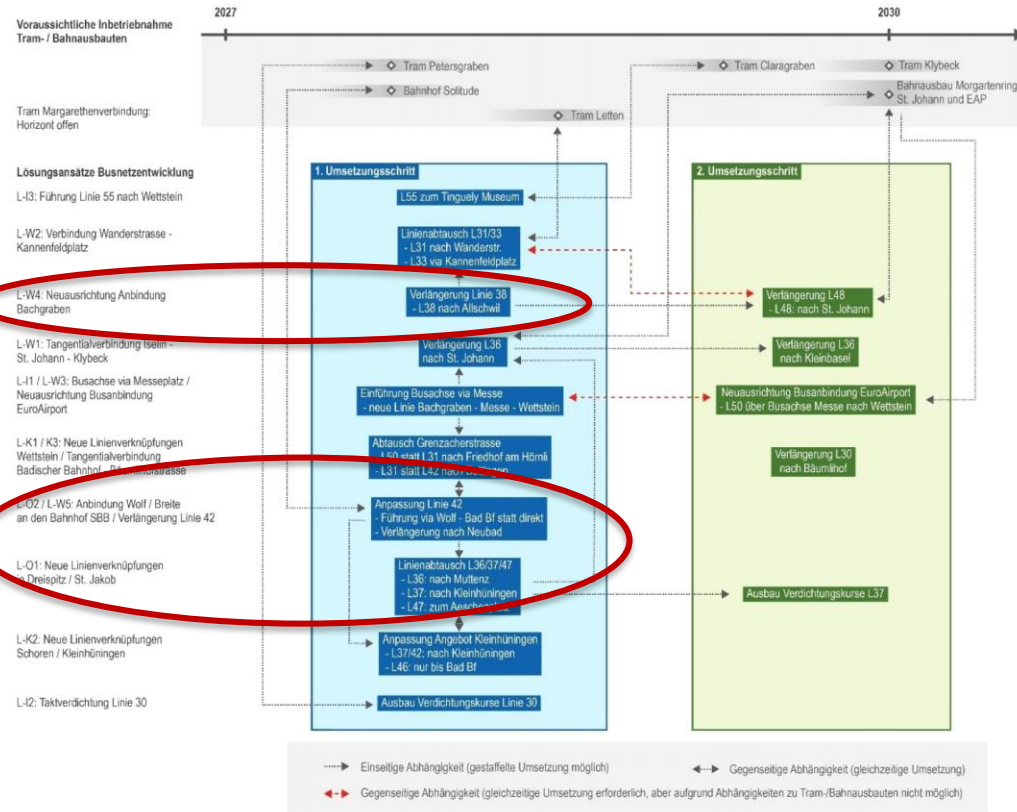 2027
2030
Voraussichtliche Inbetriebnahme
Tram- / Bahnausbauten
Tram Petersgraben
Tram Claragraben
Tram Klybeck
Bahnhof Solitude
Bahnausbau Morgartenring
St. Johann und EAP
Tram Margarethenverbindung:
Horizont offen
Tram Letten
Lösungsansätze Busnetzentwicklung
1. Umsetzungsschritt
2. Umsetzungsschritt
L-I3: Führung Linie 55 nach Wettstein
L55 zum Tinguely Museum
L-W2: Verbindung Wanderstrasse -
Kannenfeldplatz
Linienabtausch L31/33
- L31 nach Wanderstr.
- L33 via Kannenfeldplatz
L-W4: Neuausrichtung Anbindung
Bachgraben
Verlängerung Linie 38
- L38 nach Allschwil
Verlängerung L48
- L48: nach St. Johann
L-W1: Tangentialverbindung Iselin -
St. Johann - Klybeck
Verlängerung L36
nach St. Johann
Verlängerung L36
nach Kleinbasel
L-I1 / L-W3: Busachse via Messeplatz /
Neuausrichtung Busanbindung
EuroAirport
Einführung Busachse via Messe
- neue Linie Bachgraben - Messe - Wettstein
Neuausrichtung Busanbindung EuroAirport
- L50 über Busachse Messe nach Wettstein
L-K1 / K3: Neue Linienverknüpfungen
Wettstein / Tangentialverbindung
Badischer Bahnhof - Bäumlihofstrasse
Abtausch Grenzacherstrasse
- L50 statt L31 nach Friedhof am Hörnli
- L31 statt L42 nach Bettingen
Verlängerung L30
nach Bäumlihof
L-O2 / L-W5: Anbindung Wolf / Breite
an den Bahnhof SBB / Verlängerung Linie 42
Anpassung Linie 42
- Führung via Wolf - Bad Bf statt direkt
- Verlängerung nach Neubad
L-O1: Neue Linienverknüpfungen
in Dreispitz / St. Jakob
Linienabtausch L36/37/47
- L36: nach Muttenz
- L37: nach Kleinhüningen
- L47: zum Aeschenplatz
Ausbau Verdichtungskurse L37
L-K2: Neue Linienverknüpfungen
Schoren / Kleinhüningen
Anpassung Angebot Kleinhüningen
- L37/42: nach Kleinhüningen
- L46: nur bis Bad Bf
L-I2: Taktverdichtung Linie 30
Ausbau Verdichtungskurse Linie 30
Einseitige Abhängigkeit (gestaffelte Umsetzung möglich)
Gegenseitige Abhängigkeit (gleichzeitige Umsetzung)
Gegenseitige Abhängigkeit (gleichzeitige Umsetzung erforderlich, aber aufgrund Abhängigkeiten zu Tram-/Bahnausbauten nicht möglich)